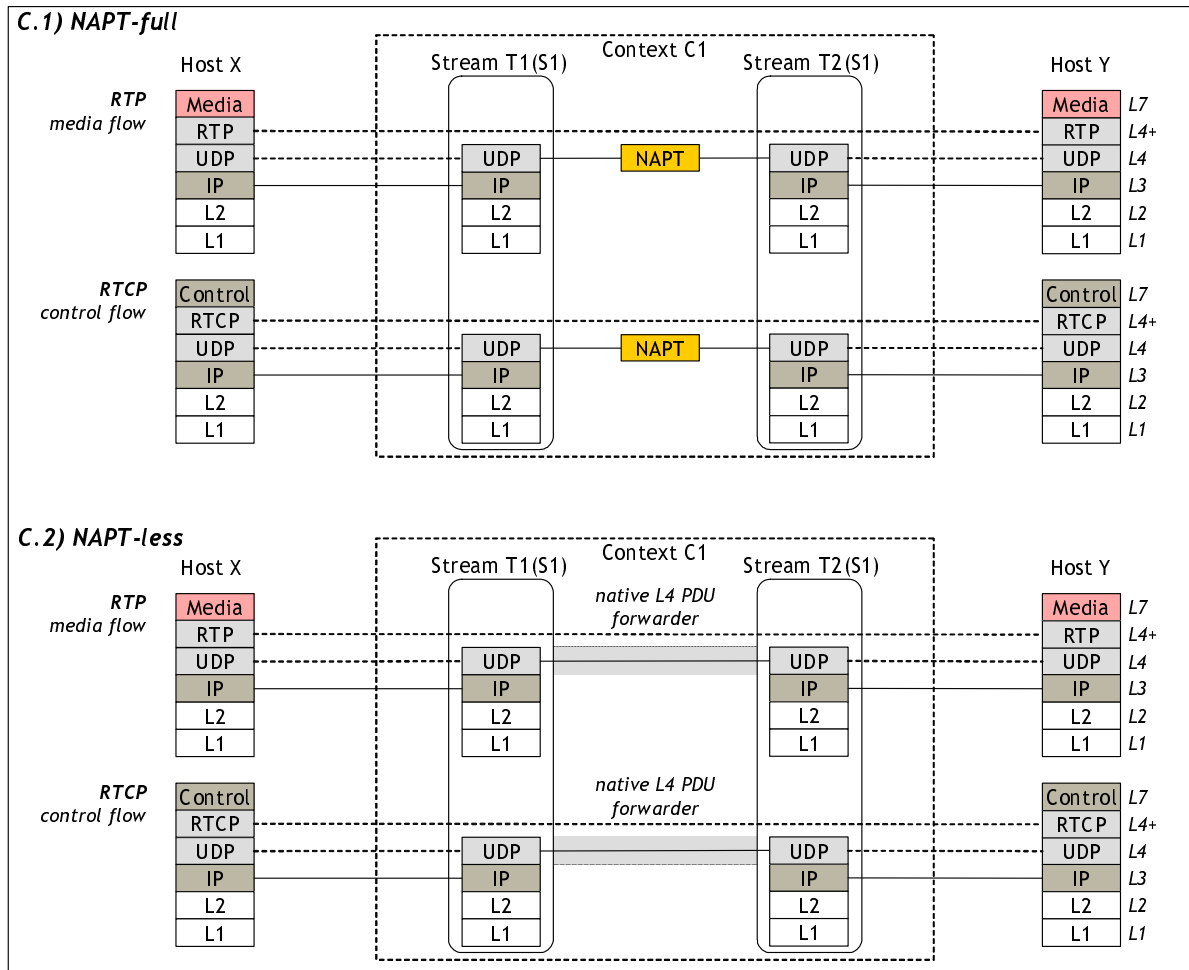 C.1) NAPT-full
Context C1
Host X
Stream T1(S1)
Stream T2(S1)
Host Y
RTP
media flow
Media
RTP
UDP
IP
L2
L1
UDP
IP
L2
L1
NAPT
UDP
IP
L2
L1
Media
RTP
UDP
IP
L2
L1
L7
L4+
L4
L3
L2
L1
RTCP
control flow
Control
RTCP
UDP
IP
L2
L1
UDP
IP
L2
L1
NAPT
UDP
IP
L2
L1
Control
RTCP
UDP
IP
L2
L1
L7
L4+
L4
L3
L2
L1
C.2) NAPT-less
Context C1
Host X
Stream T1(S1)
Stream T2(S1)
Host Y
RTP
media flow
Media
RTP
UDP
IP
L2
L1
UDP
IP
L2
L1
native L4 PDU
forwarder
UDP
IP
L2
L1
Media
RTP
UDP
IP
L2
L1
L7
L4+
L4
L3
L2
L1
RTCP
control flow
Control
RTCP
UDP
IP
L2
L1
UDP
IP
L2
L1
native L4 PDU
forwarder
UDP
IP
L2
L1
Control
RTCP
UDP
IP
L2
L1
L7
L4+
L4
L3
L2
L1